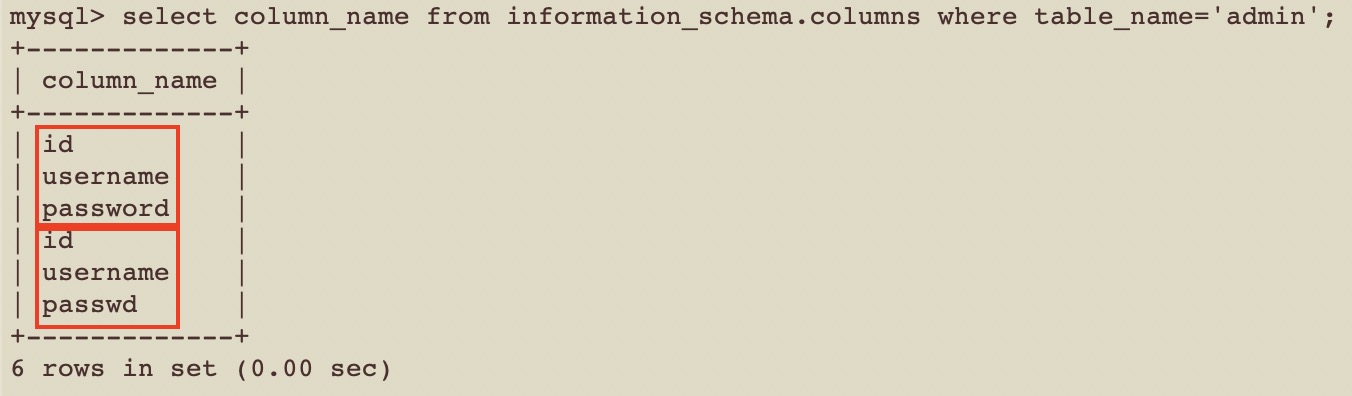 mysql> select column_name from information_schema.columns where table_name='admin';
+-------------+
| column_name |
+-------------+
| id          |
| username    |
| password    |
| id          |
| username    |
| passwd      |
+-------------+
6 rows in set (0.00 sec)